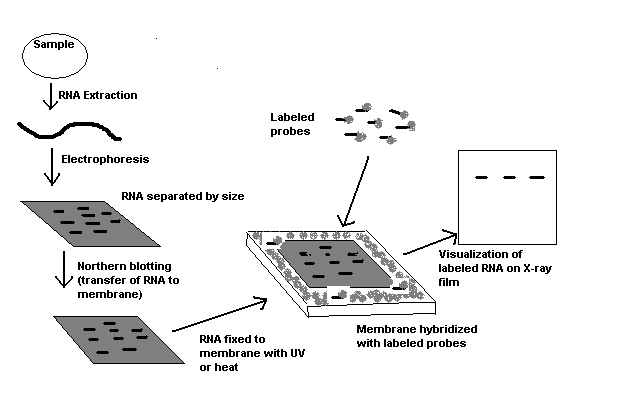 Sample
RNA Extraction
Electrophoresis
RNA separated by size
Northern blotting
(transfer of RNA to
membrane)
RNA fixed to
membrane with UV
or heat
Labeled
probes
Membrane hybridized
with labeled probes
Visualization of
labeled RNA on X-ray
film